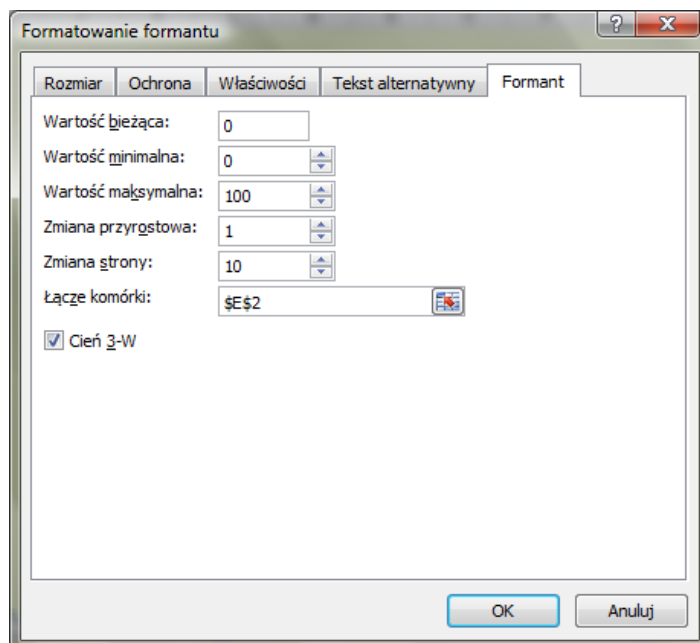 Formatowanie formantu
Rozmiar Ochrona Właściwości Tekst alternatywny Formant
Wartość bieżąca: 0
Wartość minimalna: 0
Wartość maksymalna: 100
Zmiana przyrostowa: 1
Zmiana strony: 10
Łącze komórki: $E$2
Cień 3-W
OK Anuluj